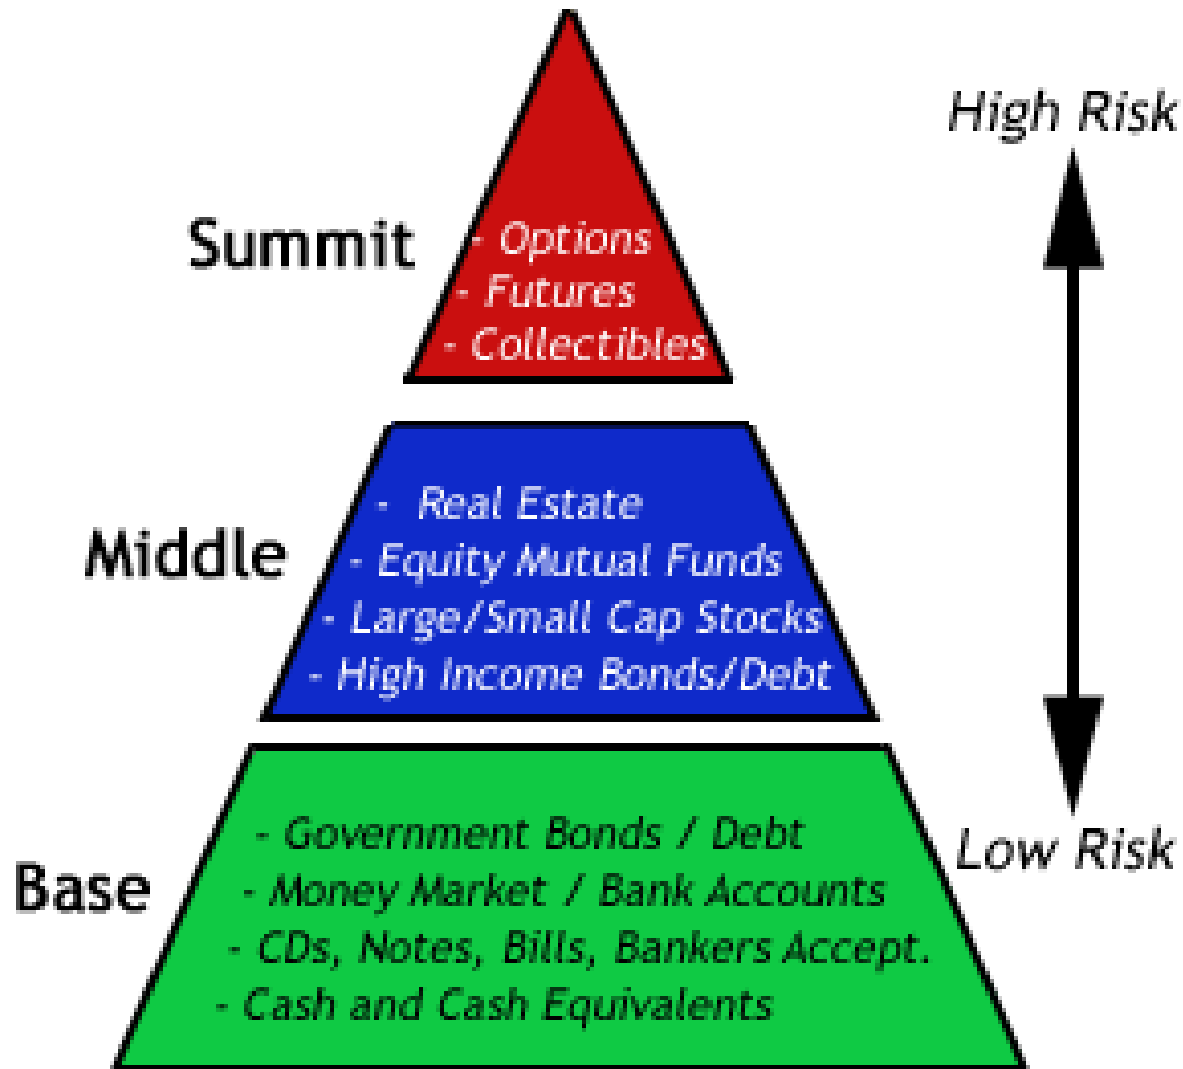 High Risk
Summit
- Options
- Futures
- Collectibles
Middle
- Real Estate
- Equity Mutual Funds
- Large/Small Cap Stocks
- High Income Bonds/Debt
Base
- Government Bonds / Debt
- Money Market / Bank Accounts
- CDs, Notes, Bills, Bankers Accept.
- Cash and Cash Equivalents
Low Risk